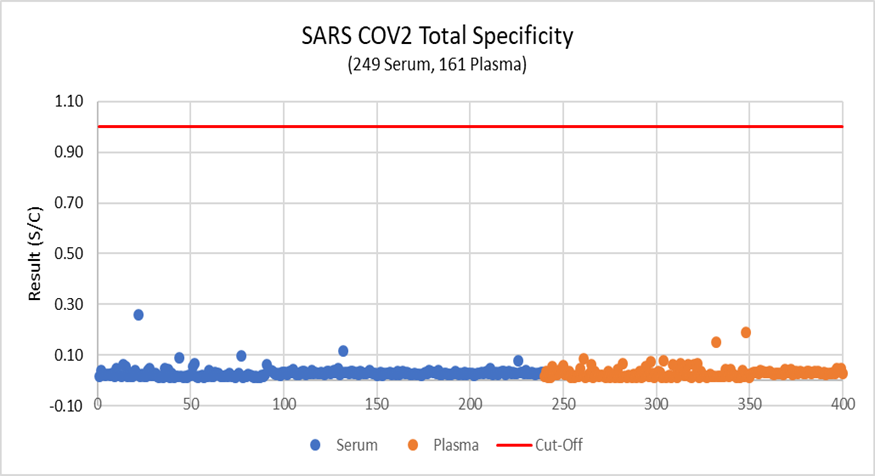 SARS COV2 Total Specificity
(249 Serum, 161 Plasma)
1.10
0.90
0.70
0.50
0.30
0.10
-0.10
Result (S/C)
0 50 100 150 200 250 300 350 400
Serum Plasma Cut-Off